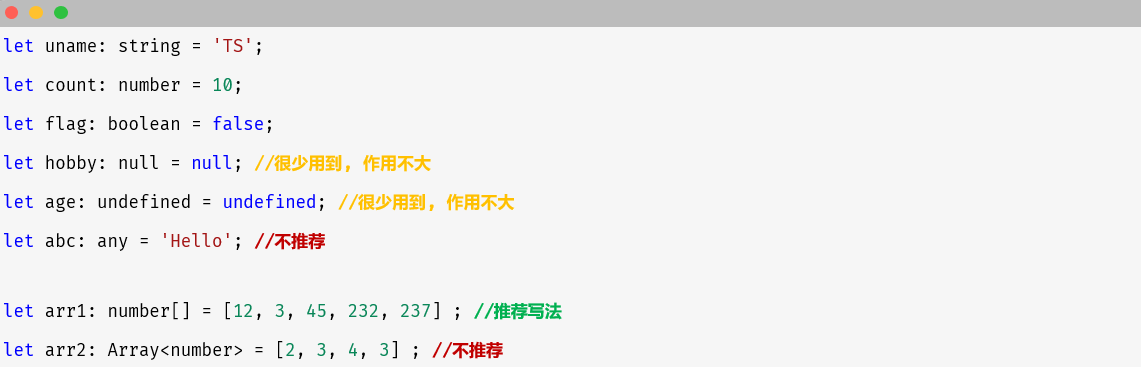 let uname: string = 'TS';
let count: number = 10;
let flag: boolean = false;
let hobby: null = null; //很少用到, 作用不大
let age: undefined = undefined; //很少用到, 作用不大
let abc: any = 'Hello'; //不推荐
let arr1: number[] = [12, 3, 45, 232, 237] ; //推荐写法
let arr2: Array<number> = [2, 3, 4, 3] ; //不推荐